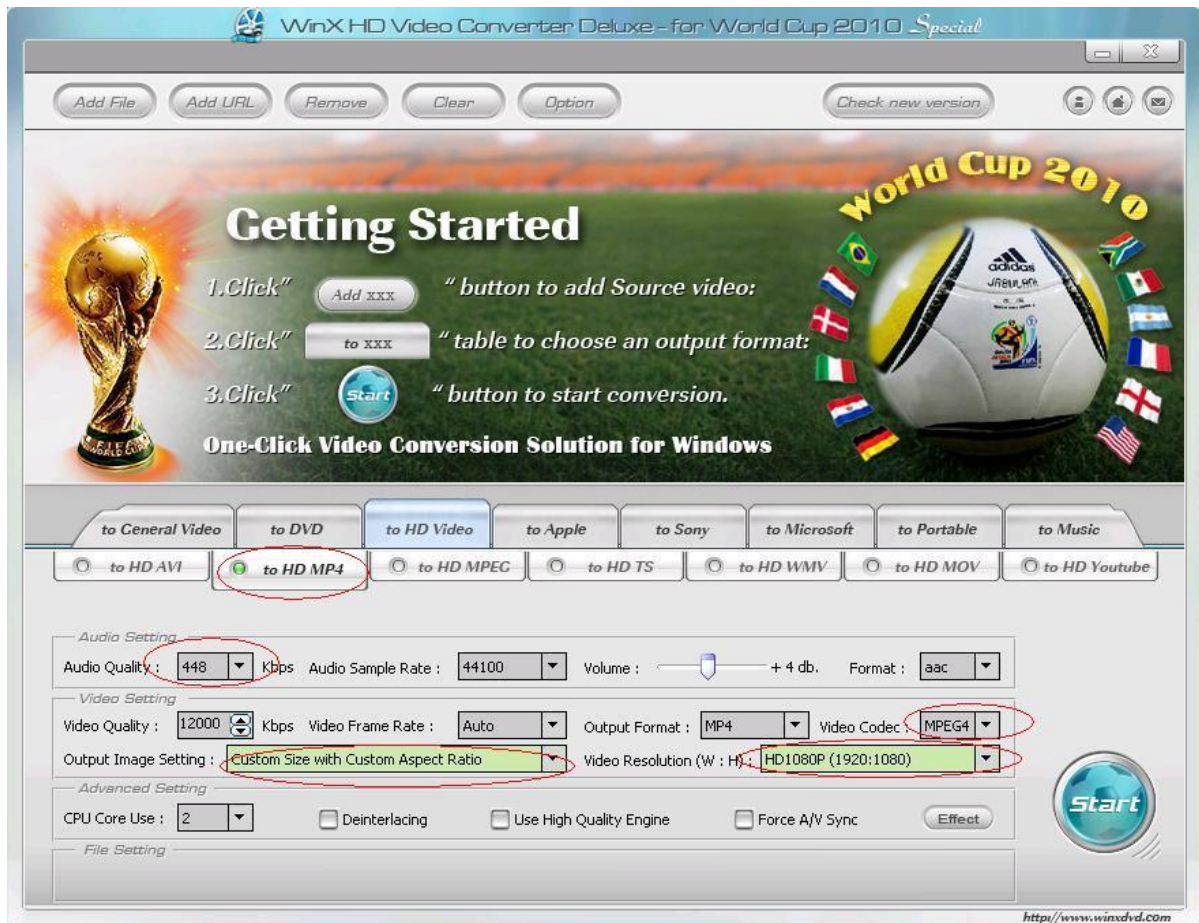 WinX HD Video Converter Deluxe - for World Cup 2010 Special
Add File Add URL Remove Clear Option Check new version
World Cup 2010
Getting Started
1.Click" Add xxx " button to add Source video:
2.Click" to xxx " table to choose an output format:
3.Click" Start " button to start conversion.
One-Click Video Conversion Solution for Windows
adidas
JABULANI
FIFA
WORLD CUP
to General Video to DVD to HD Video to Apple to Sony to Microsoft to Portable to Music
to HD AVI to HD MP4 to HD MPEG to HD TS to HD WMV to HD MOV to HD Youtube
Audio Setting
Audio Quality : 448 Kbps Audio Sample Rate : 44100 Volume : + 4 db. Format : aac
Video Setting
Video Quality : 12000 Kbps Video Frame Rate : Auto Output Format : MP4 Video Codec : MPEG4
Output Image Setting : Custom Size with Custom Aspect Ratio Video Resolution (W : H) : HD1080P (1920:1080)
Advanced Setting
CPU Core Use : 2 Deinterlacing Use High Quality Engine Force A/V Sync Effect
Start
File Setting
http://www.winxdvd.com